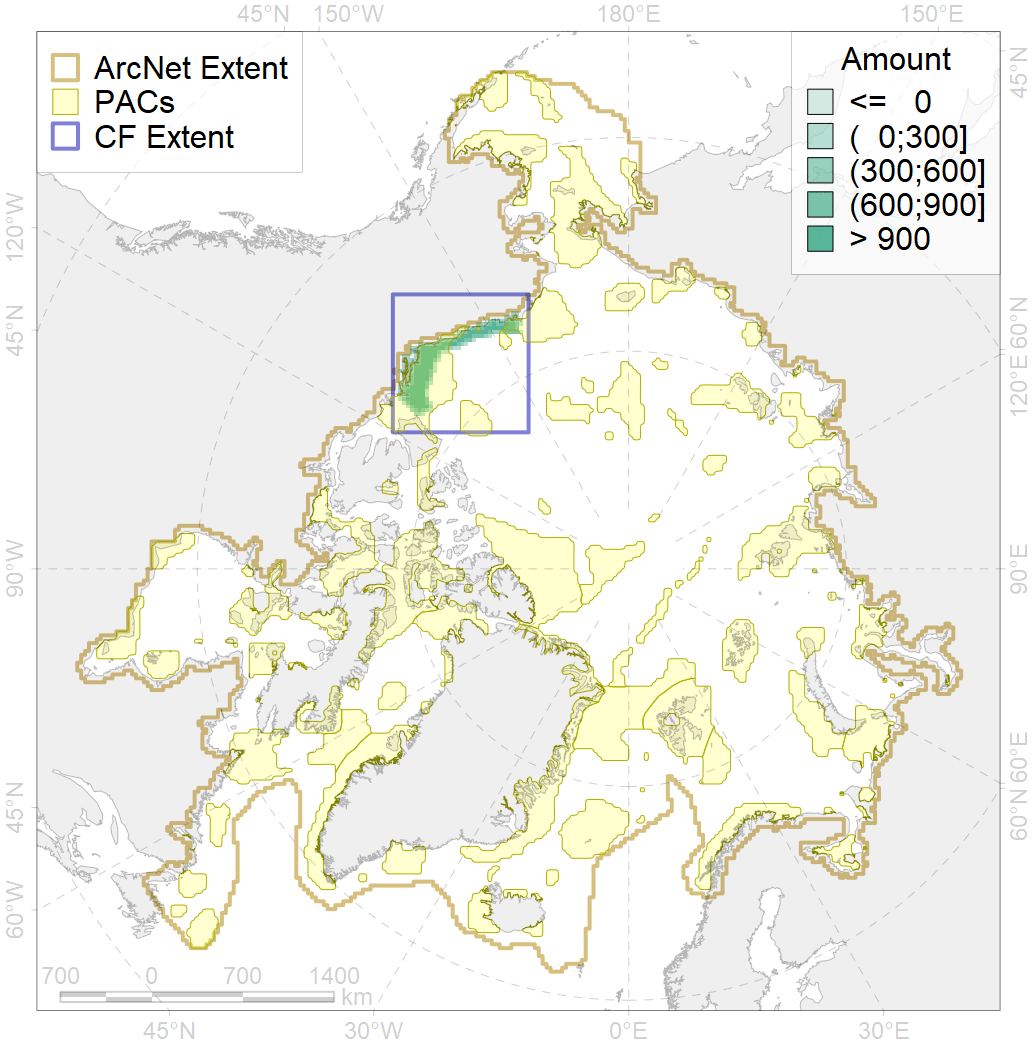 45°N 150°W 180°E 150°E
ArcNet Extent
PACs
CF Extent
Amount
<= 0
( 0;300]
(300;600]
(600;900]
> 900
45°N
120°W
45°N
60°N
120°E
90°W
90°E
45°N
60°N
60°E
60°W
700 0 700 1400
km
45°N 30°W 0°E 30°E